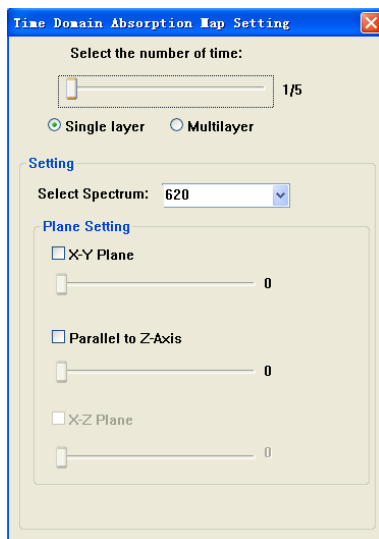 Time Domain Absorption Map Setting
Select the number of time:
1/5
Single layer Multilayer
Setting
Select Spectrum: 620
Plane Setting
X-Y Plane
0
Parallel to Z-Axis
0
X-Z Plane
0